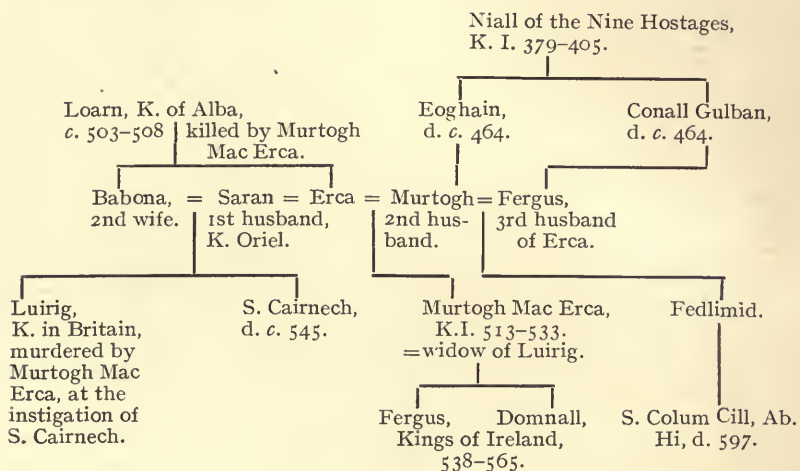 Niall of the Nine Hostages,
K. I. 379–405.
Loarn, K. of Alba,
c. 503–508 killed by Murtogh
Mac Erca.
Eoghain,
d. c. 464.
Conall Gulban,
d. c. 464.
Babona, = Saran = Erca = Murtogh = Fergus,
2nd wife. 1st husband, 2nd hus- 3rd husband
K. Oriel. band. of Erca.
Luirig,
K. in Britain,
murdered by
Murtogh Mac
Erca, at the
instigation of
S. Cairnech.
S. Cairnech,
d. c. 545.
Murtogh Mac Erca,
K.I. 513–533.
=widow of Luirig.
Fedlimid.
Fergus, Domnall,
Kings of Ireland,
538–565.
S. Colum Cill, Ab.
Hi, d. 597.